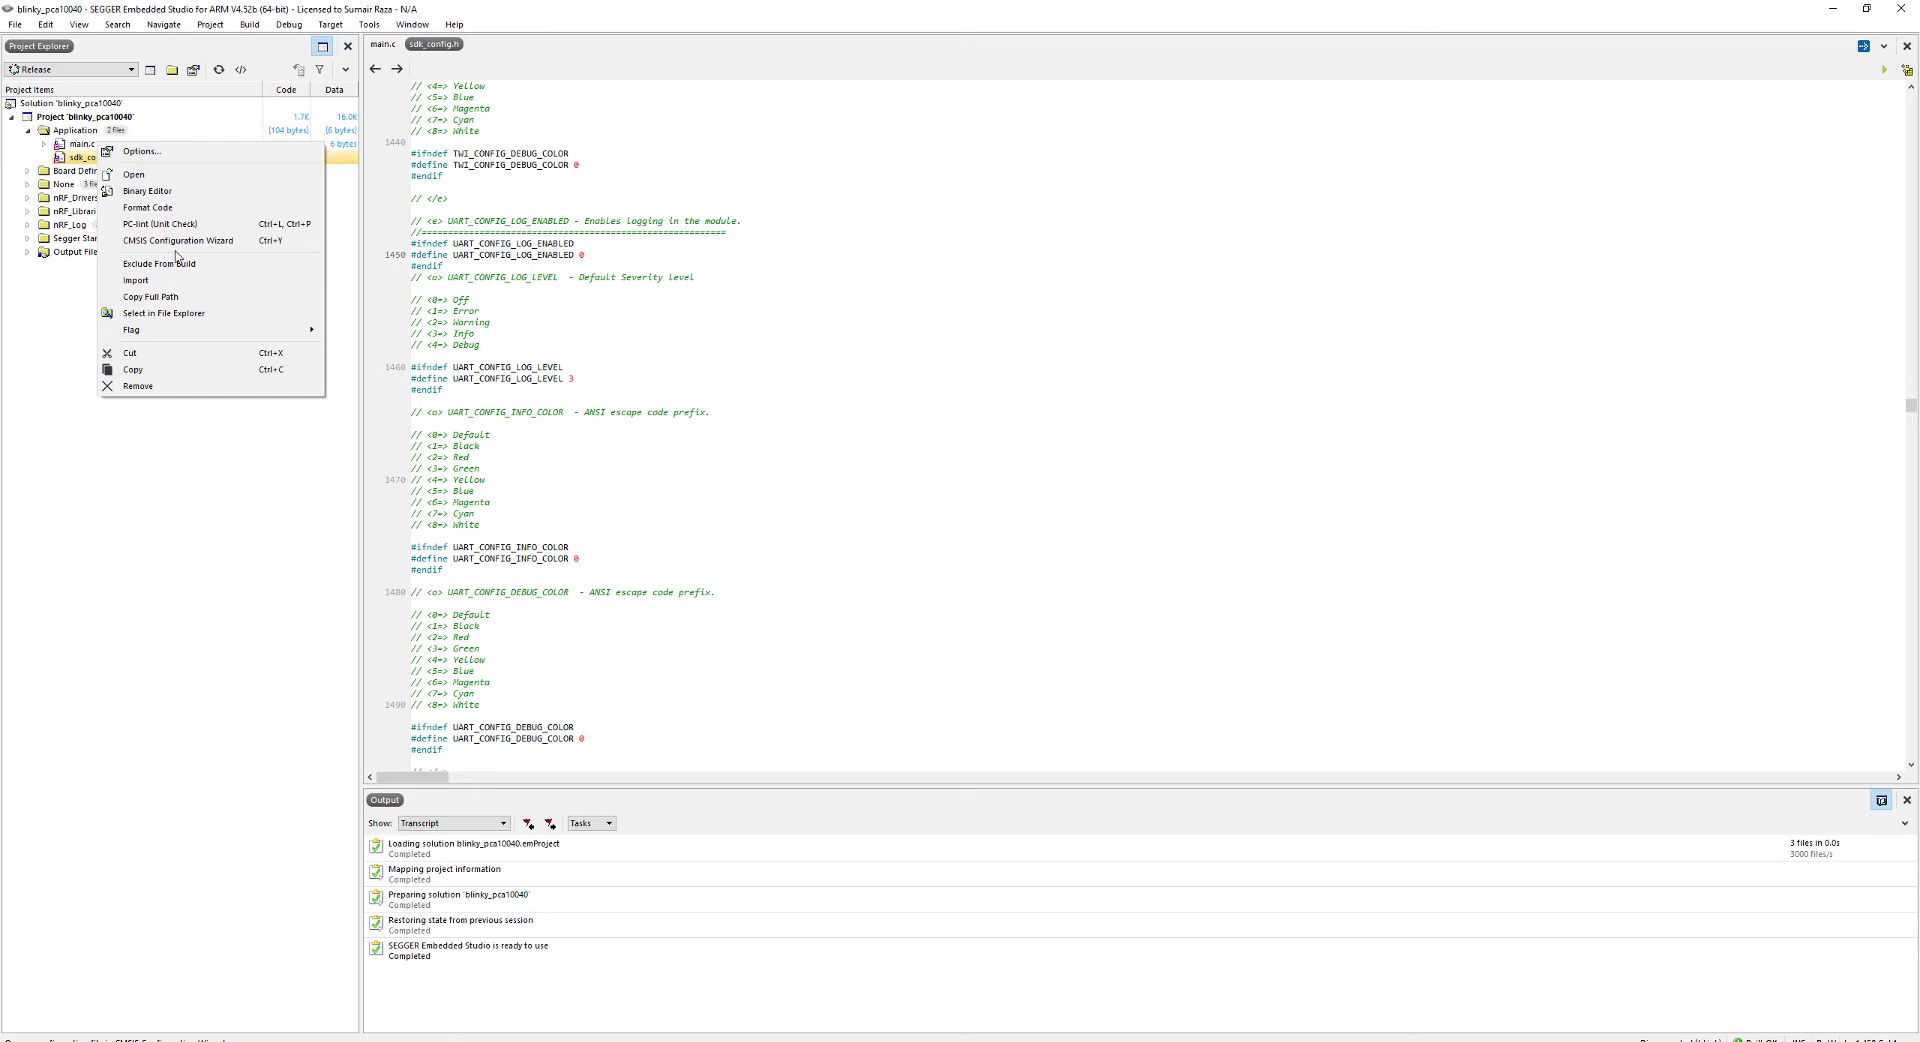 blinky_pca10040 - SEGGER Embedded Studio for ARM V4.52b (64-bit) - Licensed to Sumair Raza - N/A
File Edit View Search Navigate Project Build Debug Target Tools Window Help
Project Explorer
Release
Project Items Code Data
Solution 'blinky_pca10040'
Project 'blinky_pca10040' 1.7K 16.0K
Application 2 files [104 bytes] [6 bytes]
main.c 6 bytes
sdk_co
Board Defin
None 3 file
nRF_Drivers
nRF_Librari
nRF_Log
Segger Star
Output File
Options...
Open
Binary Editor
Format Code
PC-lint (Unit Check) Ctrl+L, Ctrl+P
CMSIS Configuration Wizard Ctrl+Y
Exclude From Build
Import
Copy Full Path
Select in File Explorer
Flag
Cut Ctrl+X
Copy Ctrl+C
Remove
main.c sdk_config.h
// <4=> Yellow
// <5=> Blue
// <6=> Magenta
// <7=> Cyan
// <8=> White
1440
#ifndef TWI_CONFIG_DEBUG_COLOR
#define TWI_CONFIG_DEBUG_COLOR 0
#endif
// </e>
// <e> UART_CONFIG_LOG_ENABLED - Enables logging in the module.
//==========================================================
#ifndef UART_CONFIG_LOG_ENABLED
1450 #define UART_CONFIG_LOG_ENABLED 0
#endif
// <o> UART_CONFIG_LOG_LEVEL  - Default Severity level
// <0=> Off
// <1=> Error
// <2=> Warning
// <3=> Info
// <4=> Debug
1460 #ifndef UART_CONFIG_LOG_LEVEL
#define UART_CONFIG_LOG_LEVEL 3
#endif
// <o> UART_CONFIG_INFO_COLOR  - ANSI escape code prefix.
// <0=> Default
// <1=> Black
// <2=> Red
// <3=> Green
1470 // <4=> Yellow
// <5=> Blue
// <6=> Magenta
// <7=> Cyan
// <8=> White
#ifndef UART_CONFIG_INFO_COLOR
#define UART_CONFIG_INFO_COLOR 0
#endif
1480 // <o> UART_CONFIG_DEBUG_COLOR  - ANSI escape code prefix.
// <0=> Default
// <1=> Black
// <2=> Red
// <3=> Green
// <4=> Yellow
// <5=> Blue
// <6=> Magenta
// <7=> Cyan
1490 // <8=> White
#ifndef UART_CONFIG_DEBUG_COLOR
#define UART_CONFIG_DEBUG_COLOR 0
#endif
Output
Show: Transcript Tasks
Loading solution blinky_pca10040.emProject 3 files in 0.0s
Completed 3000 files/s
Mapping project information
Completed
Preparing solution 'blinky_pca10040'
Completed
Restoring state from previous session
Completed
SEGGER Embedded Studio is ready to use
Completed